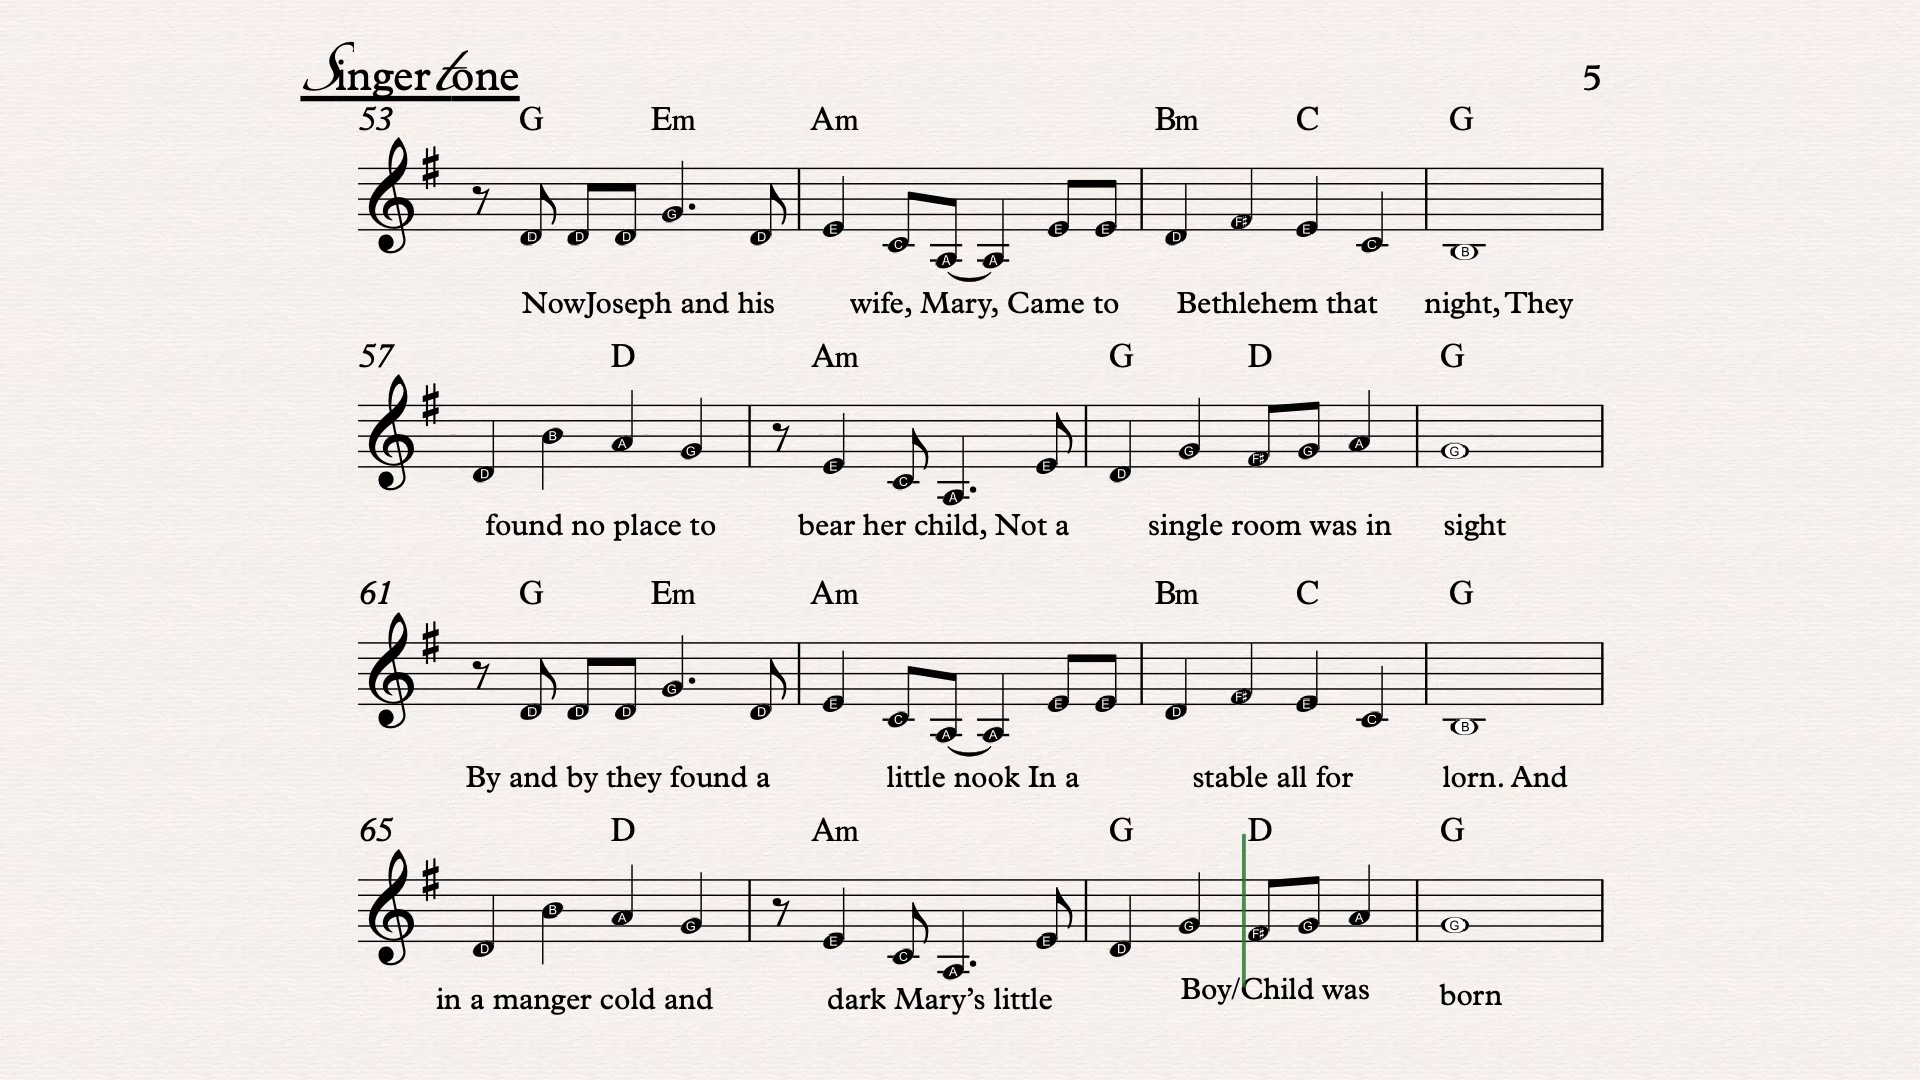 Singertone
5
53 G Em Am Bm C G
D D D G D E C A A E E D F# E C B
NowJoseph and his wife, Mary, Came to Bethlehem that night, They
57 D Am G D G
D B A G E C A E D G F# G A G
found no place to bear her child, Not a single room was in sight
61 G Em Am Bm C G
D D D G D E C A A E E D F# E C B
By and by they found a little nook In a stable all for lorn. And
65 D Am G D G
D B A G E C A E D G F# G A G
in a manger cold and dark Mary’s little Boy/Child was born